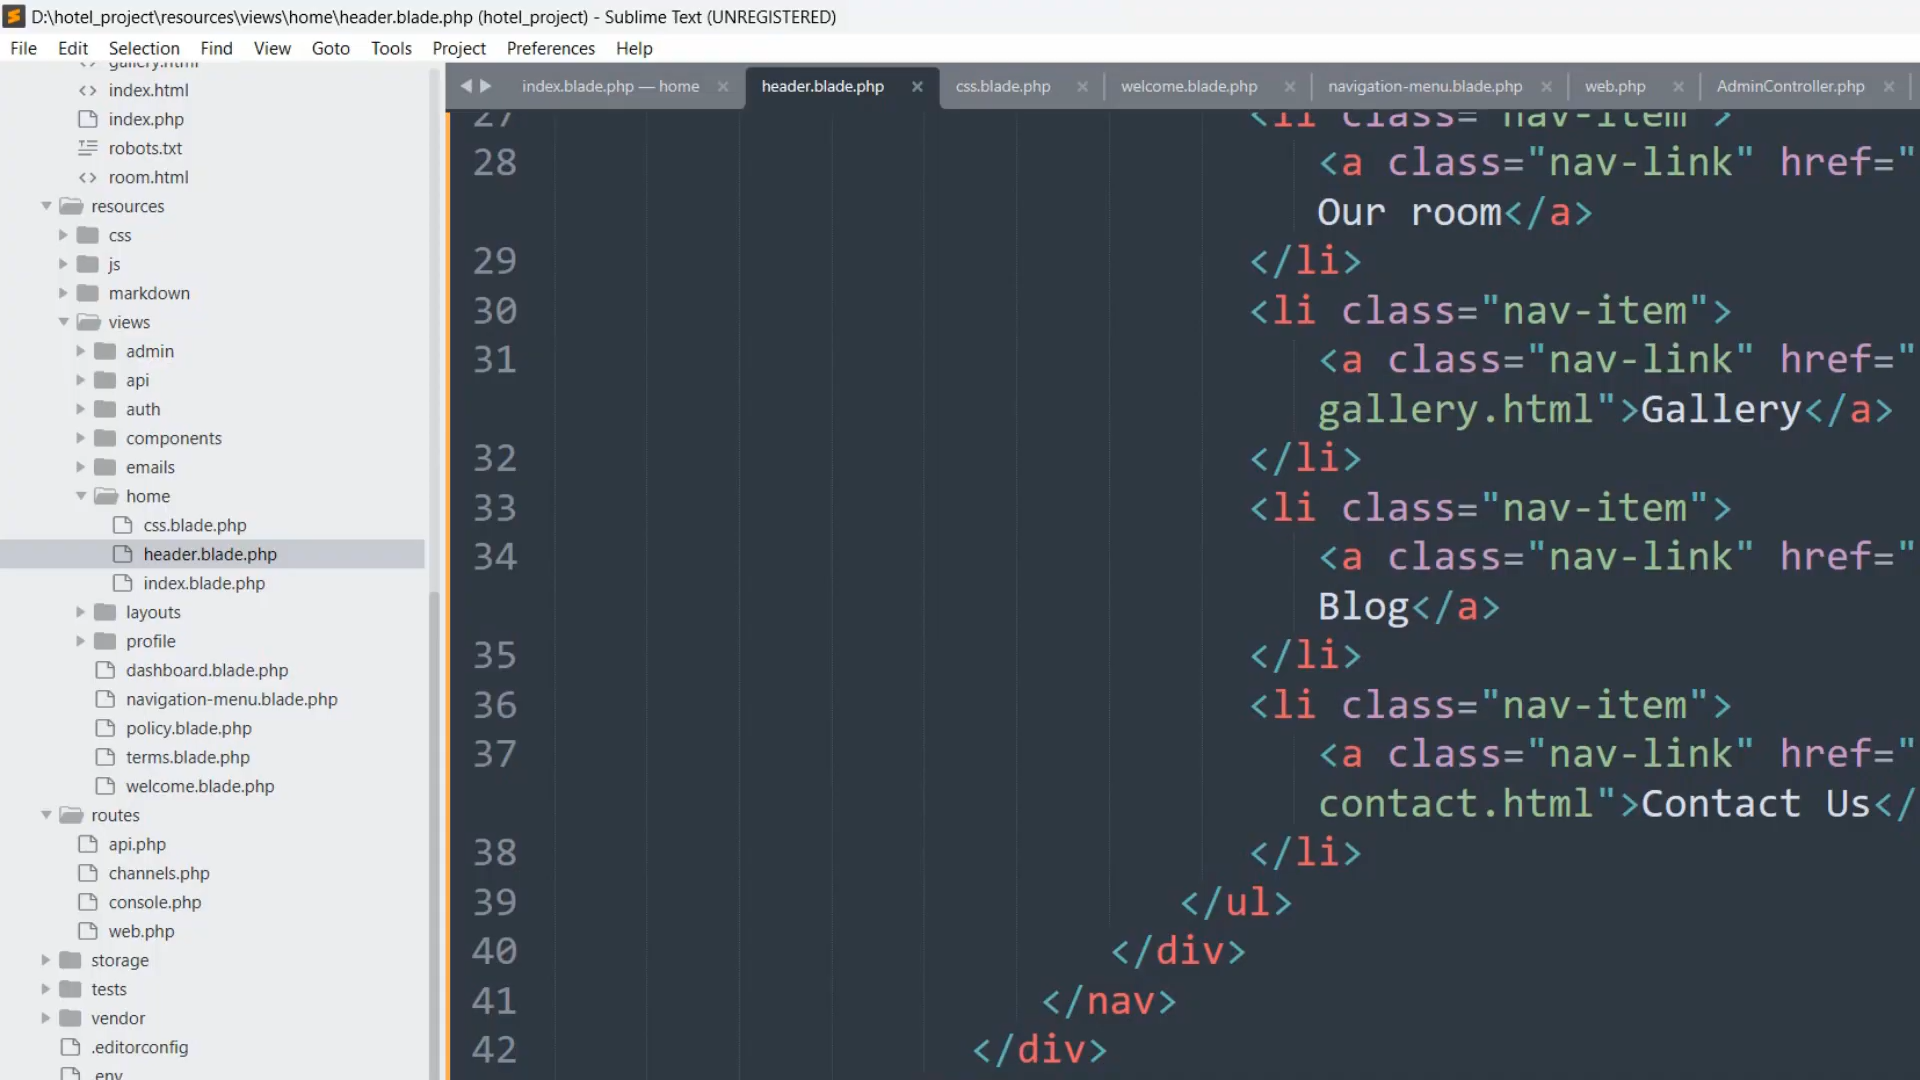 D:\hotel_project\resources\views\home\header.blade.php (hotel_project) - Sublime Text (UNREGISTERED)
File Edit Selection Find View Goto Tools Project Preferences Help
gallery.html
index.html
index.php
robots.txt
room.html
resources
css
js
markdown
views
admin
api
auth
components
emails
home
css.blade.php
header.blade.php
index.blade.php
layouts
profile
dashboard.blade.php
navigation-menu.blade.php
policy.blade.php
terms.blade.php
welcome.blade.php
routes
api.php
channels.php
console.php
web.php
storage
tests
vendor
.editorconfig
.env
index.blade.php — home header.blade.php css.blade.php welcome.blade.php navigation-menu.blade.php web.php AdminController.php
27 <li class="nav-item">
28 <a class="nav-link" href="
Our room</a>
29 </li>
30 <li class="nav-item">
31 <a class="nav-link" href="
gallery.html">Gallery</a>
32 </li>
33 <li class="nav-item">
34 <a class="nav-link" href="
Blog</a>
35 </li>
36 <li class="nav-item">
37 <a class="nav-link" href="
contact.html">Contact Us</
38 </li>
39 </ul>
40 </div>
41 </nav>
42 </div>